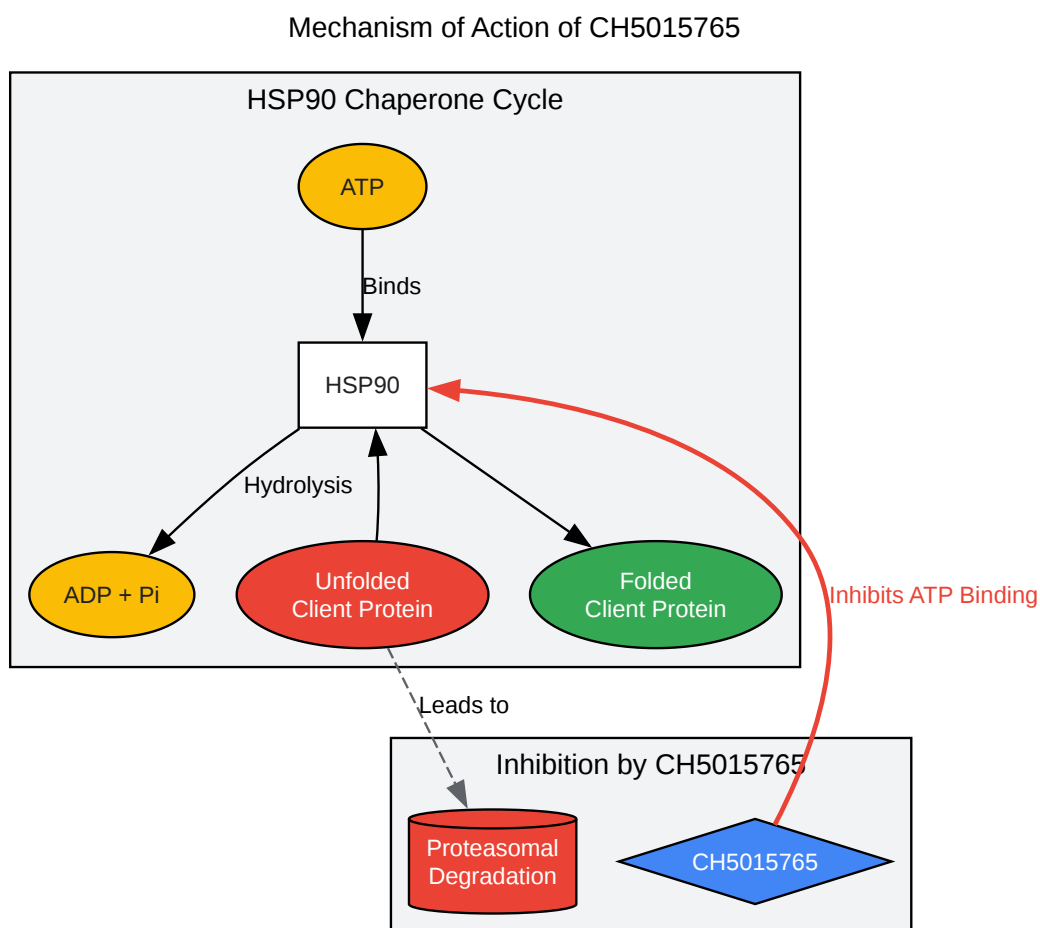 Mechanism of Action of CH5015765
HSP90 Chaperone Cycle
ATP
Binds
HSP90
Hydrolysis
ADP + Pi
Unfolded
Client Protein
Folded
Client Protein
Inhibits ATP Binding
Leads to
Inhibition by CH5015765
Proteasomal
Degradation
CH5015765